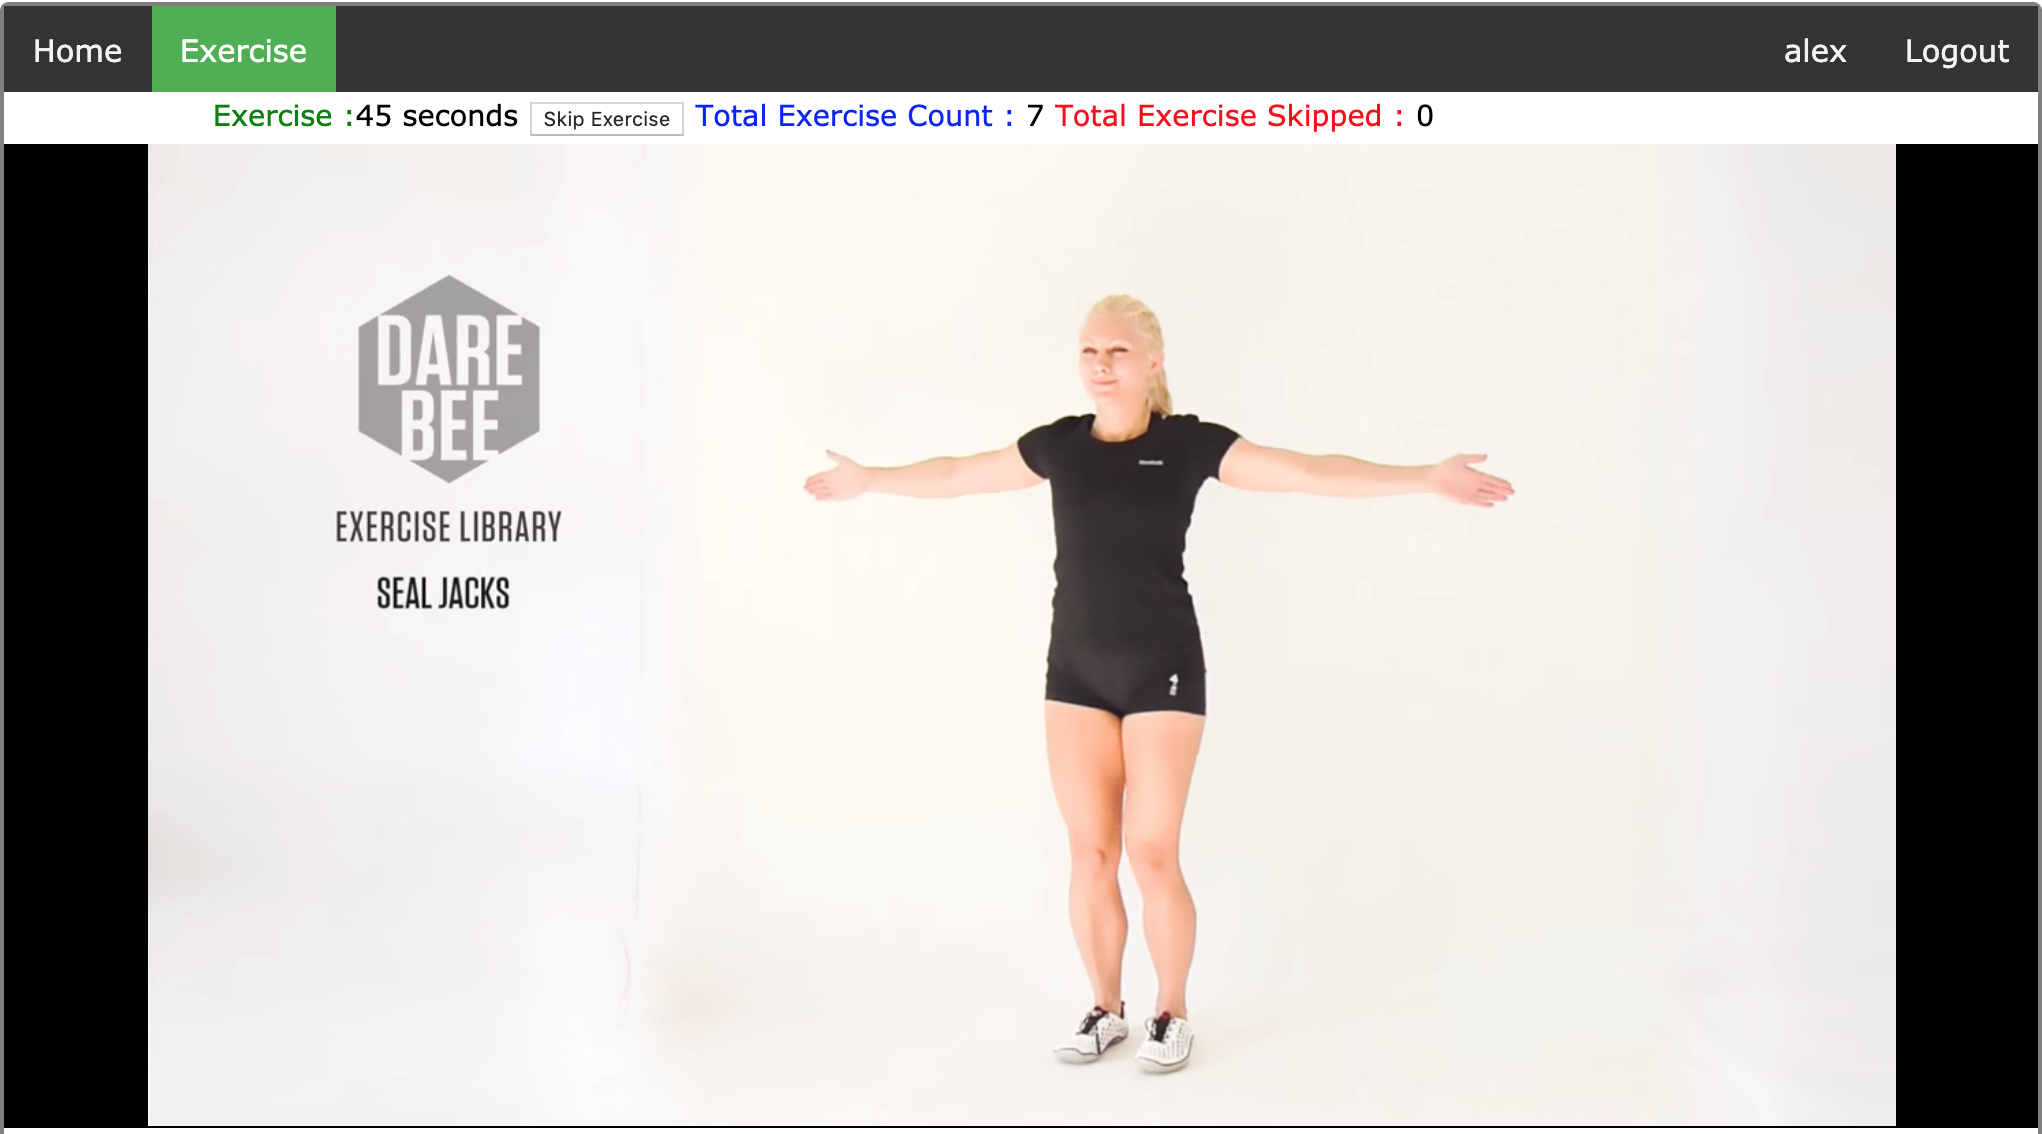 Home Exercise alex Logout
Exercise :45 seconds Skip Exercise Total Exercise Count : 7 Total Exercise Skipped : 0
DARE
BEE
EXERCISE LIBRARY
SEAL JACKS